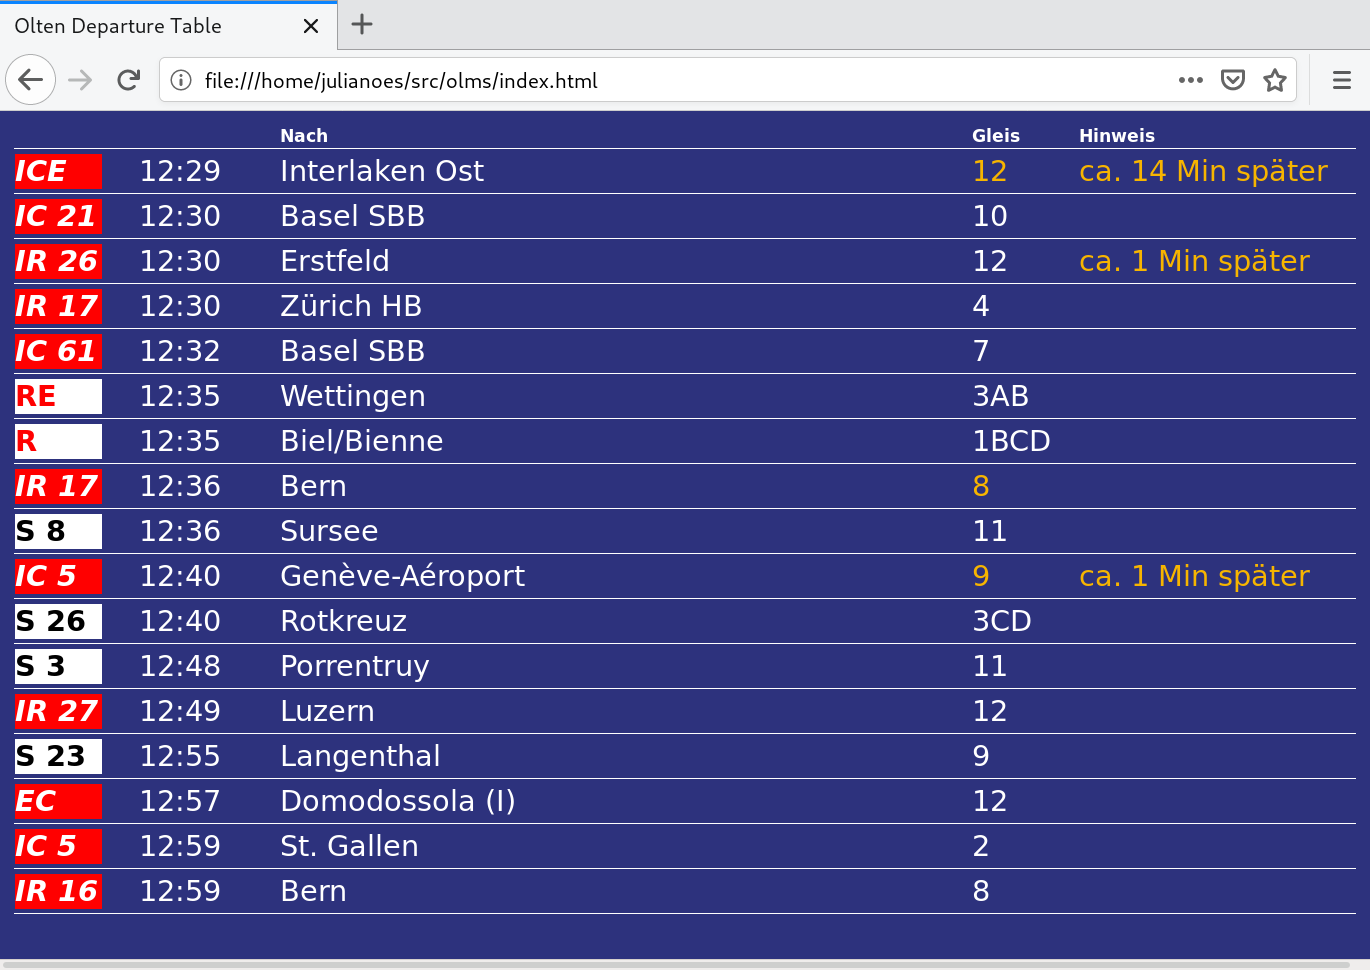 Olten Departure Table
file:///home/julianoes/src/olms/index.html
Nach Gleis Hinweis
ICE 12:29 Interlaken Ost 12 ca. 14 Min später
IC 21 12:30 Basel SBB 10
IR 26 12:30 Erstfeld 12 ca. 1 Min später
IR 17 12:30 Zürich HB 4
IC 61 12:32 Basel SBB 7
RE 12:35 Wettingen 3AB
R 12:35 Biel/Bienne 1BCD
IR 17 12:36 Bern 8
S 8 12:36 Sursee 11
IC 5 12:40 Genève-Aéroport 9 ca. 1 Min später
S 26 12:40 Rotkreuz 3CD
S 3 12:48 Porrentruy 11
IR 27 12:49 Luzern 12
S 23 12:55 Langenthal 9
EC 12:57 Domodossola (I) 12
IC 5 12:59 St. Gallen 2
IR 16 12:59 Bern 8